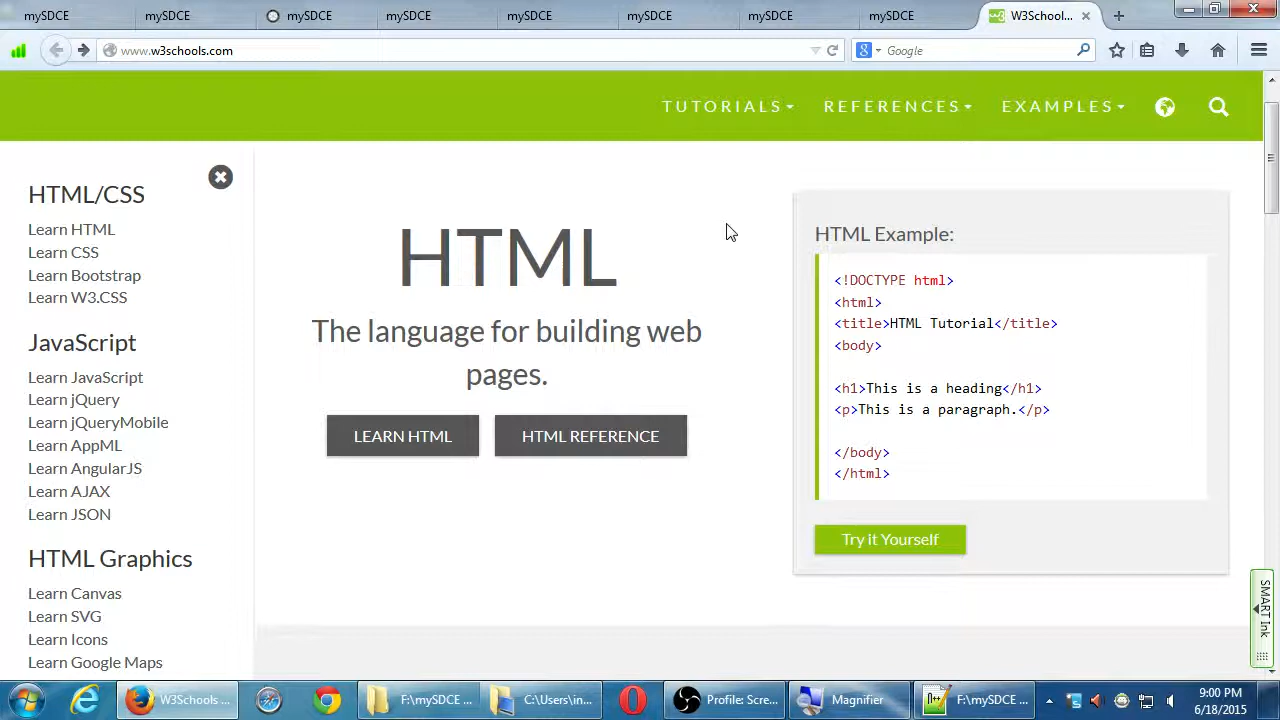 mySDCE
mySDCE
mySDCE
mySDCE
mySDCE
mySDCE
mySDCE
mySDCE
W3School...
www.w3schools.com
Google
TUTORIALS
REFERENCES
EXAMPLES
HTML/CSS
Learn HTML
Learn CSS
Learn Bootstrap
Learn W3.CSS
JavaScript
Learn JavaScript
Learn jQuery
Learn jQueryMobile
Learn AppML
Learn AngularJS
Learn AJAX
Learn JSON
HTML Graphics
Learn Canvas
Learn SVG
Learn Icons
Learn Google Maps
HTML
The language for building web
pages.
LEARN HTML
HTML REFERENCE
HTML Example:
<!DOCTYPE html>
<html>
<title>HTML Tutorial</title>
<body>
<h1>This is a heading</h1>
<p>This is a paragraph.</p>
</body>
</html>
Try it Yourself
SMART Ink
W3Schools ...
F:\mySDCE ...
C:\Users\in...
Profile: Scre...
Magnifier
F:\mySDCE ...
9:00 PM
6/18/2015